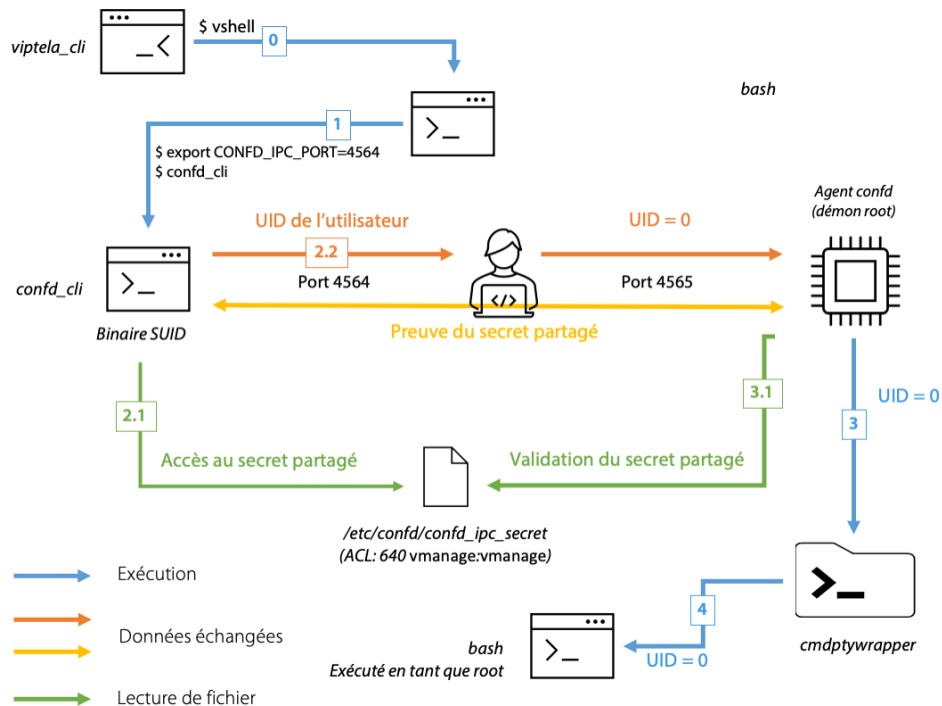 viptela_cli
$ vshell
0
bash
1
$ export CONFD_IPC_PORT=4564
$ confd_cli
Agent confd
(démon root)
UID de l'utilisateur
UID = 0
2.2
Port 4564
Port 4565
confd_cli
Binaire SUID
Preuve du secret partagé
2.1
3.1
UID = 0
3
Accès au secret partagé
Validation du secret partagé
/etc/confd/confd_ipc_secret
(ACL: 640 vmanage:vmanage)
Exécution
4
Données échangées
bash
Exécuté en tant que root
UID = 0
cmdptywrapper
Lecture de fichier